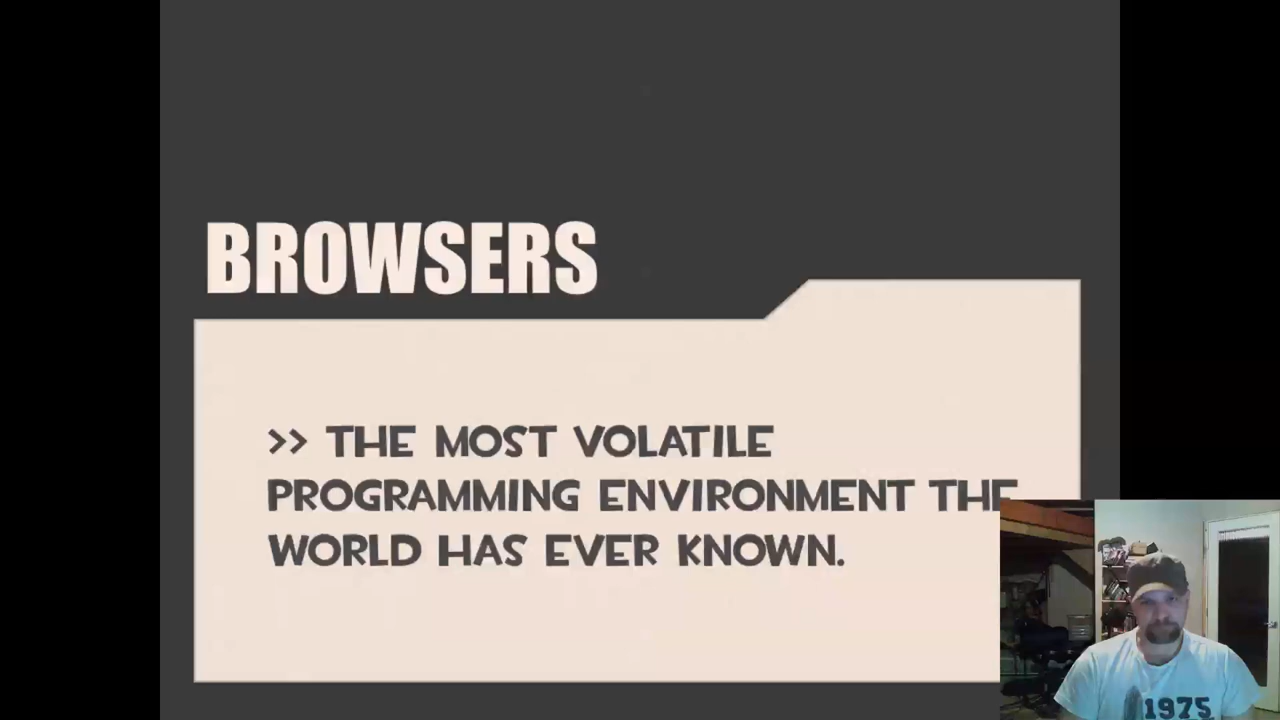 BROWSERS
>> THE MOST VOLATILE
PROGRAMMING ENVIRONMENT THE
WORLD HAS EVER KNOWN.
1975